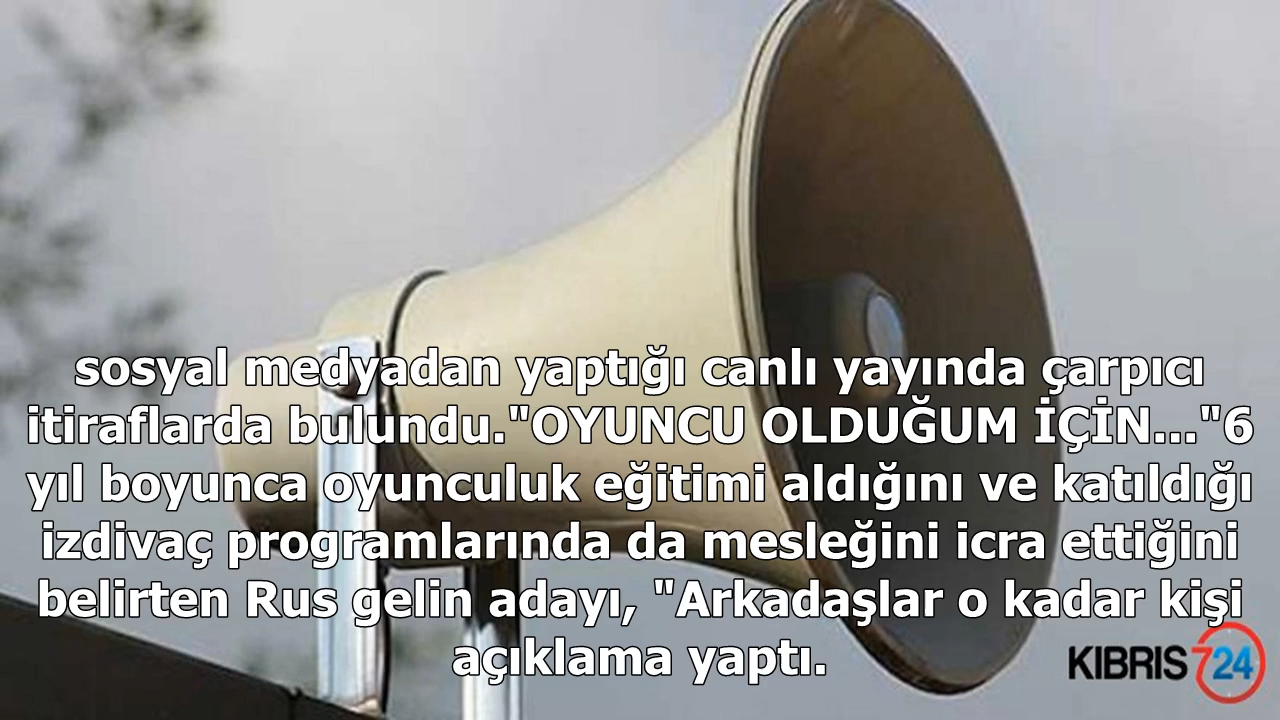 sosyal medyadan yaptığı canlı yayında çarpıcı
itiraflarda bulundu."OYUNCU OLDUĞUM İÇİN..."6
yıl boyunca oyunculuk eğitimi aldığını ve katıldığı
izdivaç programlarında da mesleğini icra ettiğini
belirten Rus gelin adayı, "Arkadaşlar o kadar kişi
açıklama yaptı.
KIBRIS 724